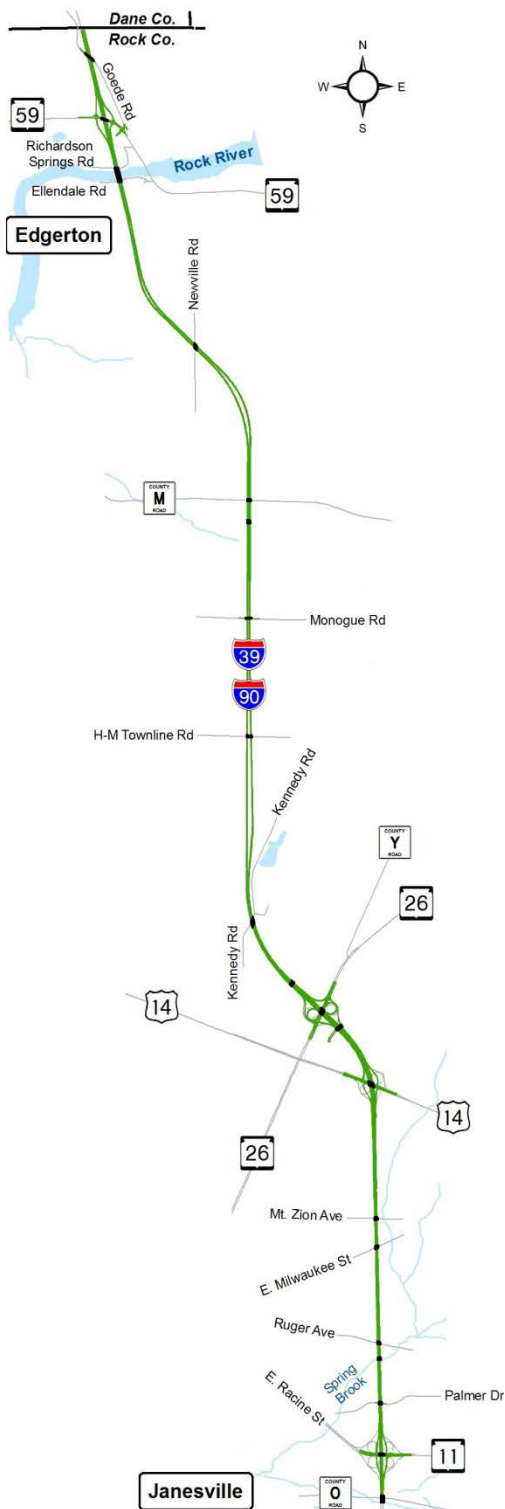 Dane Co.
Rock Co.
N
W
E
S
Goede Rd
59
Richardson
Springs Rd
Rock River
Ellendale Rd
59
Edgerton
Newville Rd
COUNTY
M
ROAD
Monogue Rd
39
90
H-M Townline Rd
Kennedy Rd
COUNTY
Y
ROAD
26
Kennedy Rd
14
14
26
Mt. Zion Ave
E. Milwaukee St
Ruger Ave
Spring
Brook
E. Racine St
Palmer Dr
11
Janesville
COUNTY
O
ROAD